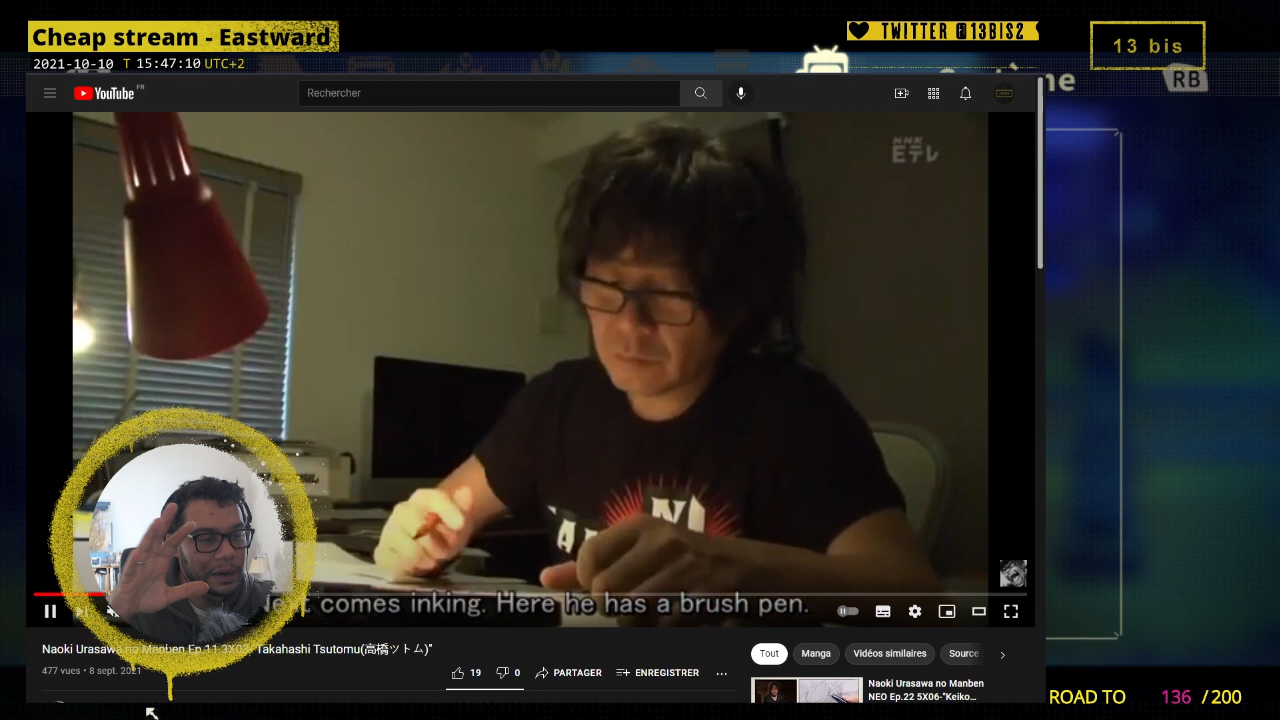 Cheap stream - Eastward
TWITTER @13BIS2
13 bis
2021-10-10 T 15:47:10 UTC+2
RB
YouTube FR
Rechercher
NHK
Eテレ
comes inking. Here he has a brush pen.
Naoki Urasawa no Manben Ep.11 3X03- Takahashi Tsutomu(高橋ツトム)"
477 vues • 8 sept. 2021
19
0
PARTAGER
ENREGISTRER
Tout
Manga
Vidéos similaires
Source
Naoki Urasawa no Manben
NEO Ep.22 5X06-"Keiko...
ROAD TO 136 / 200